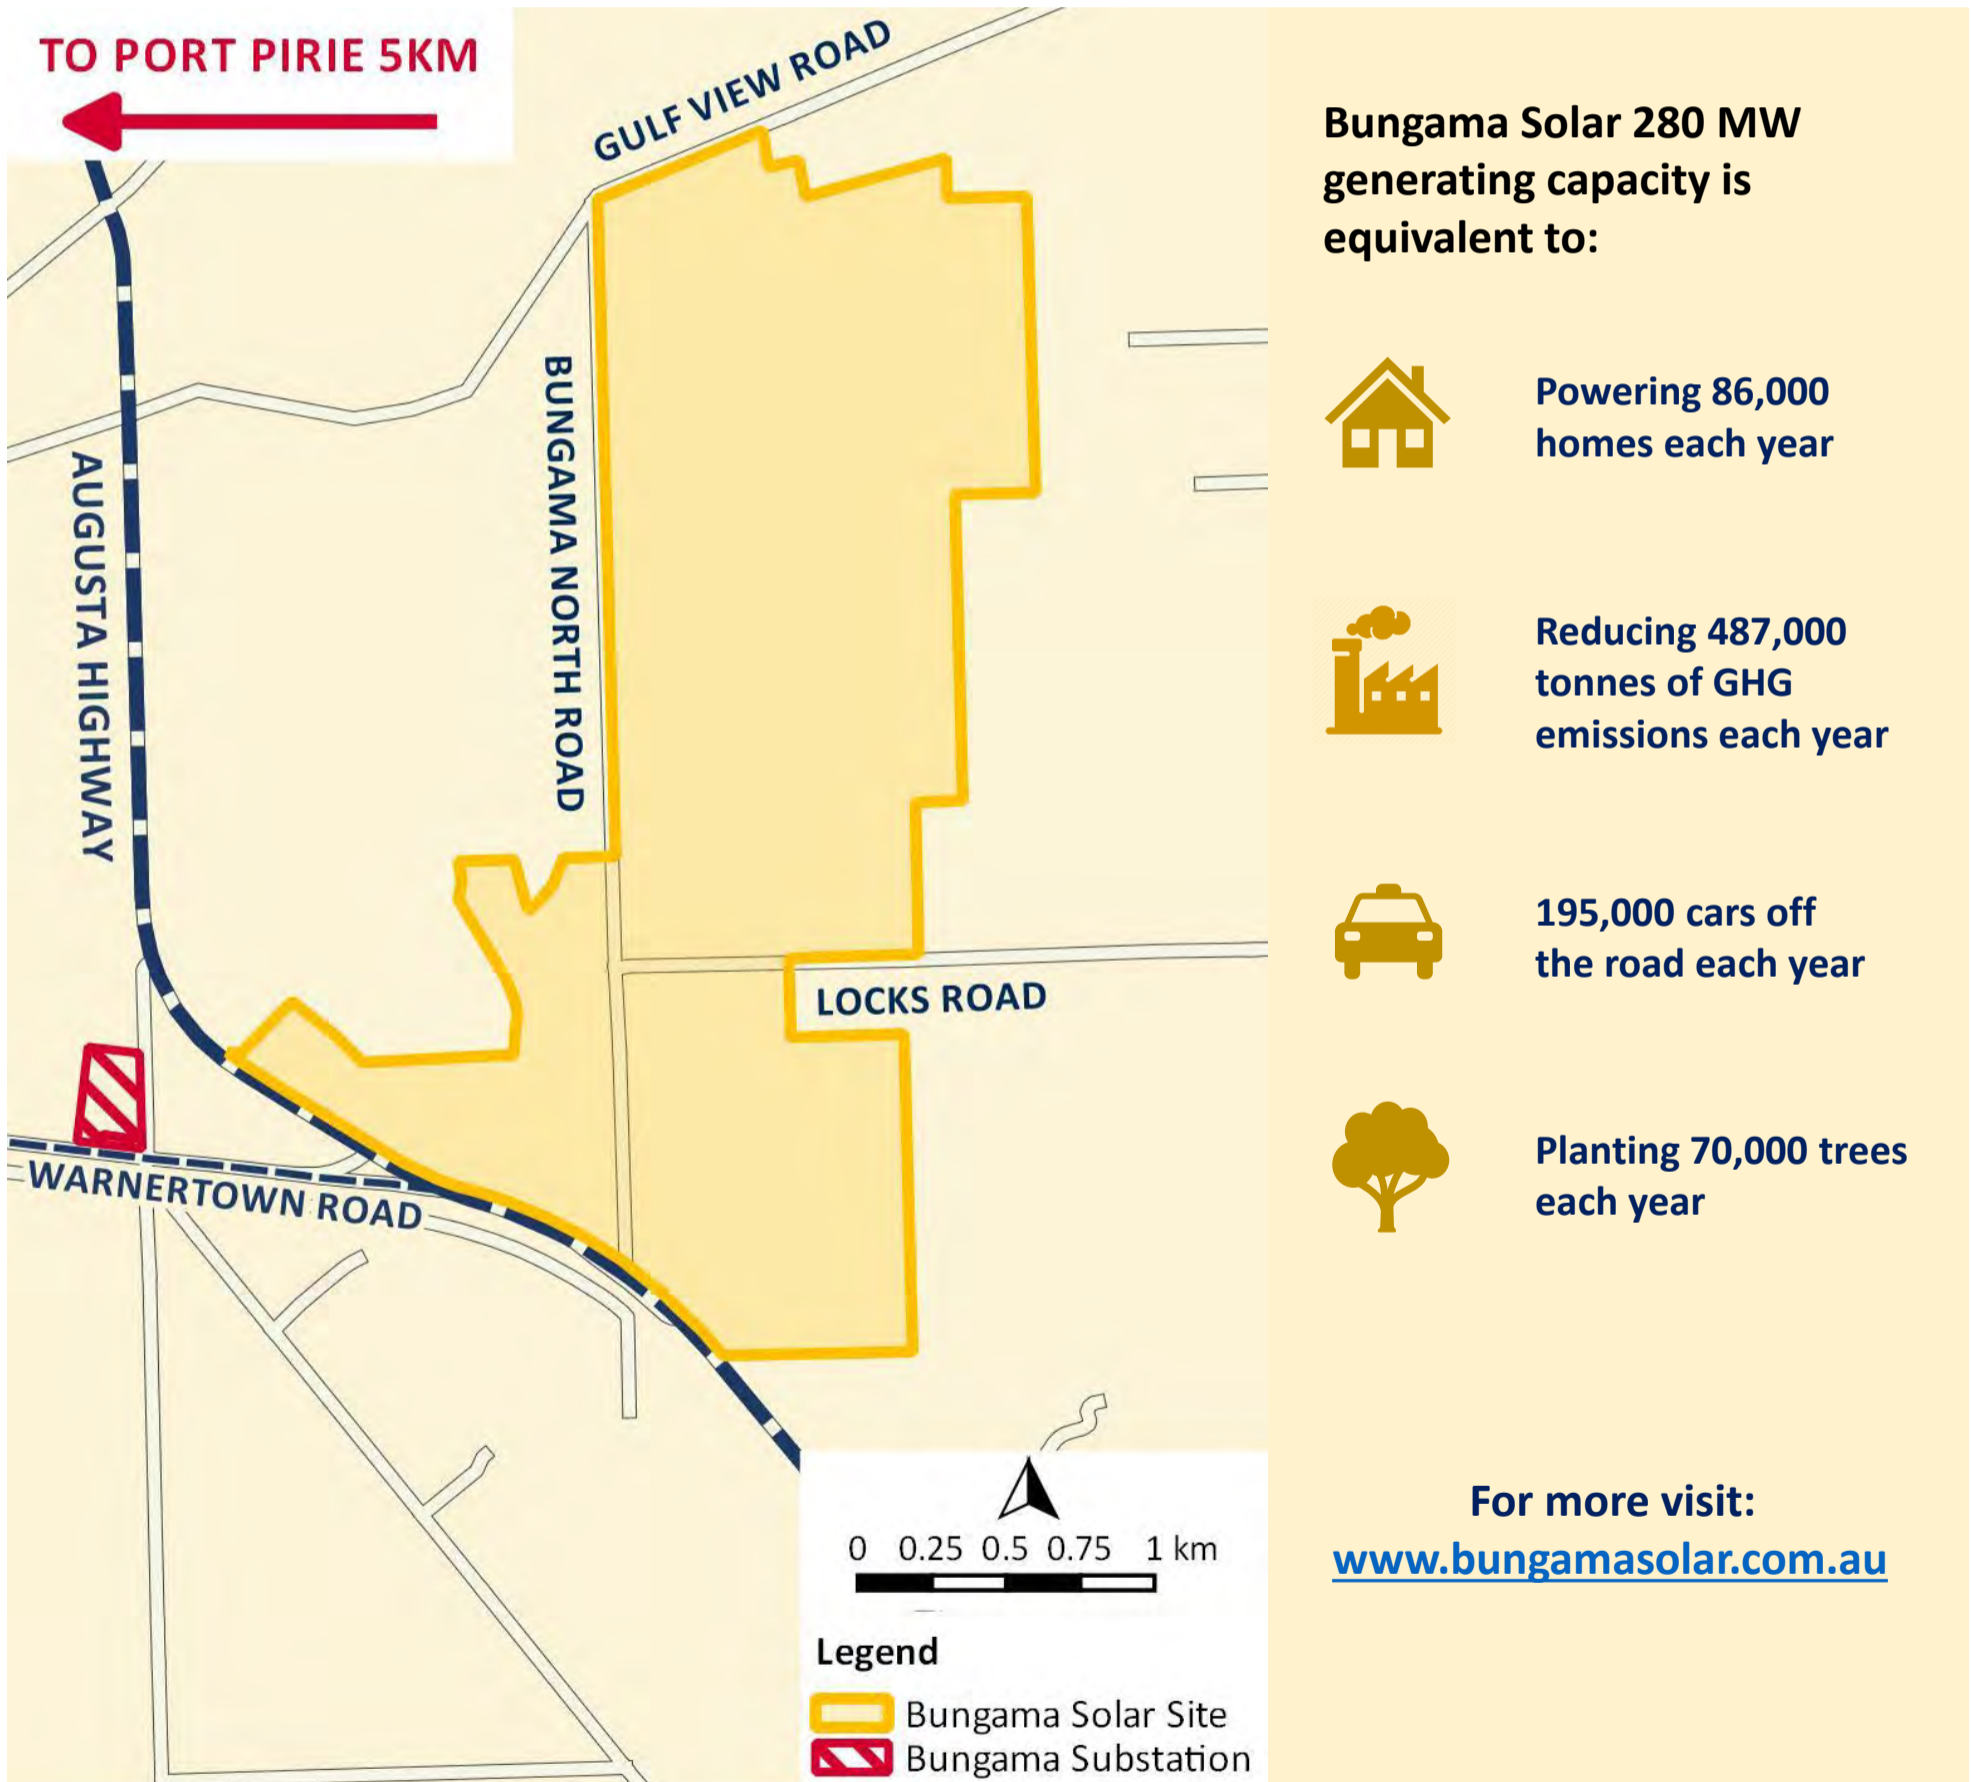 TO PORT PIRIE 5KM
GULF VIEW ROAD
BUNGAMA NORTH ROAD
AUGUSTA HIGHWAY
LOCKS ROAD
WARNERTOWN ROAD
0 0.25 0.5 0.75 1 km
Legend
Bungama Solar Site
Bungama Substation
Bungama Solar 280 MW
generating capacity is
equivalent to:
Powering 86,000
homes each year
Reducing 487,000
tonnes of GHG
emissions each year
195,000 cars off
the road each year
Planting 70,000 trees
each year
For more visit:
www.bungamasolar.com.au